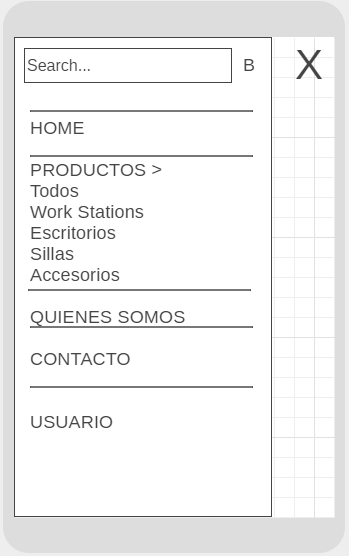 Search... B X
HOME
PRODUCTOS >
Todos
Work Stations
Escritorios
Sillas
Accesorios
QUIENES SOMOS
CONTACTO
USUARIO